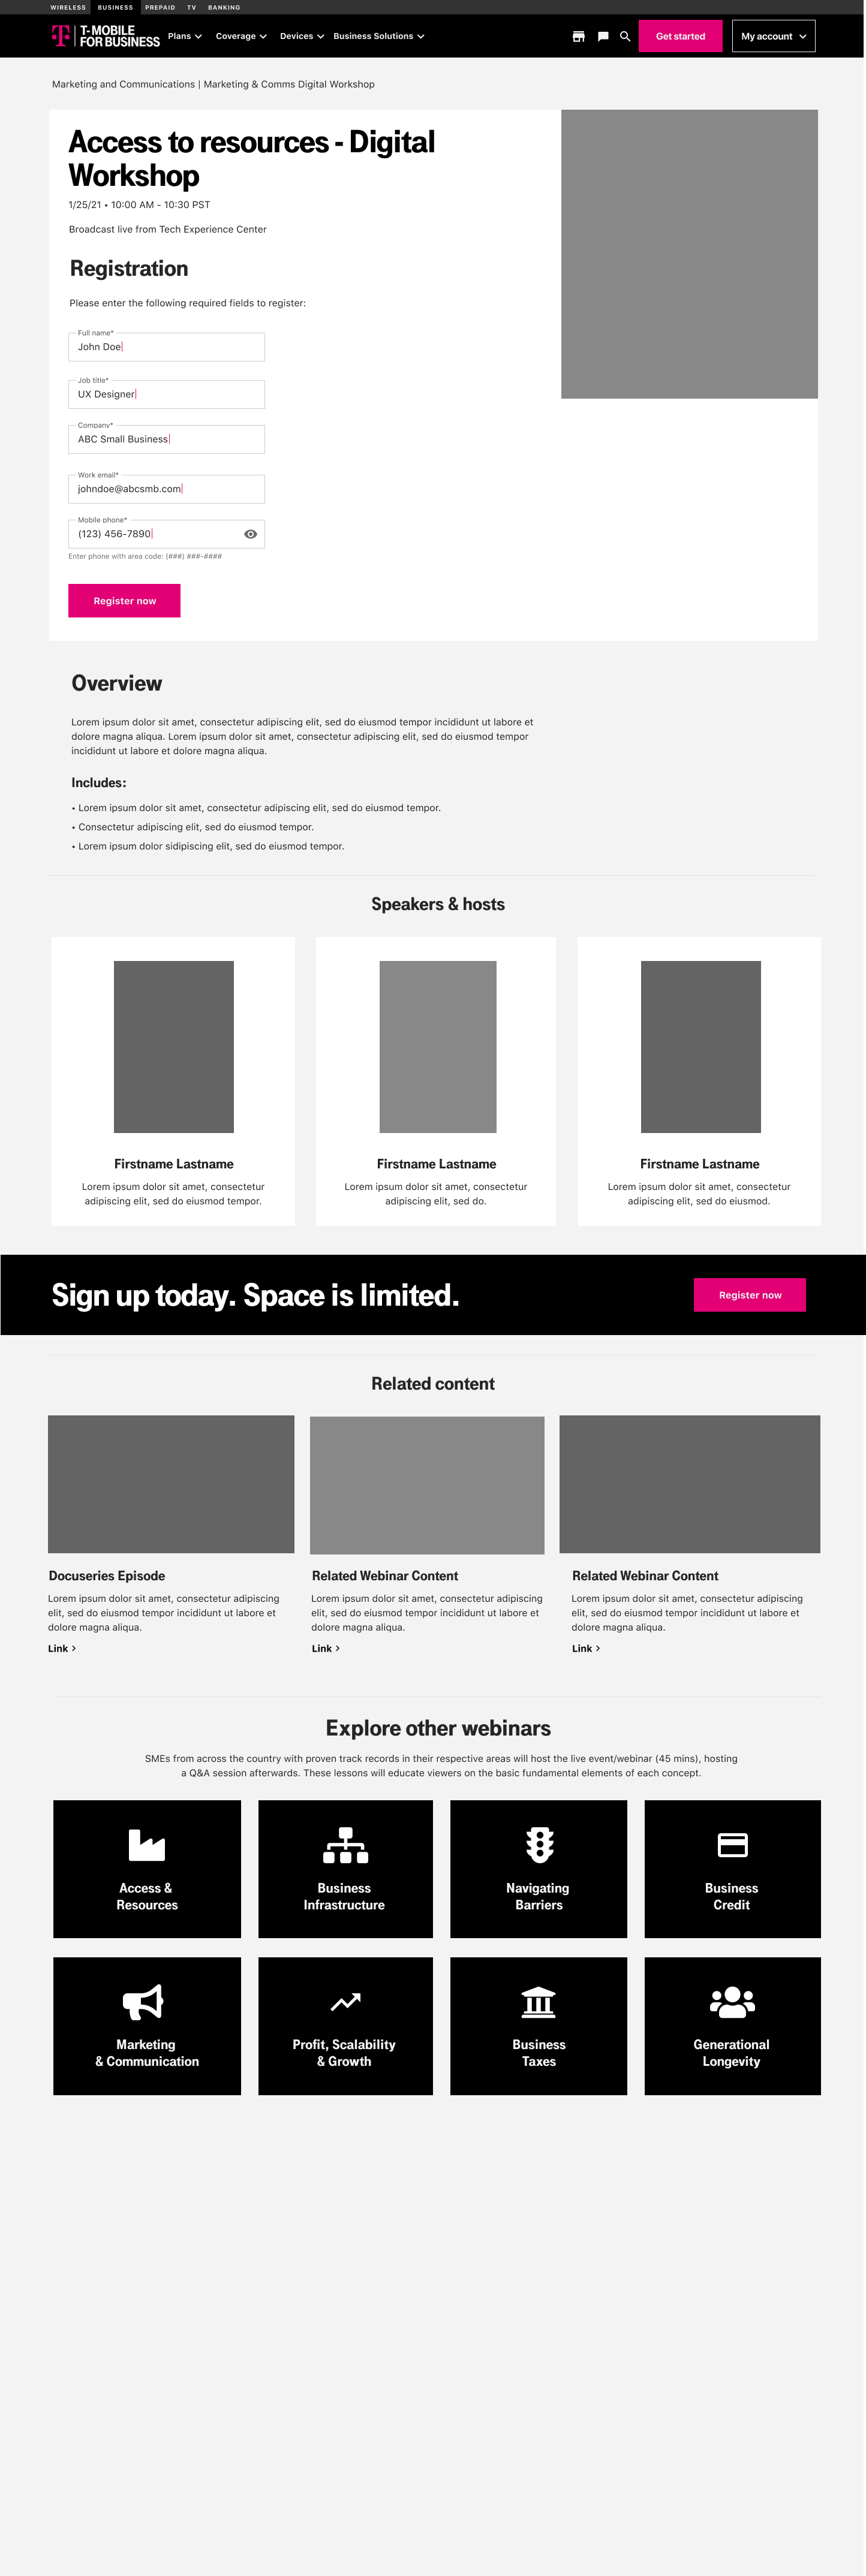 WIRELESS BUSINESS PREPAID TV BANKING
T-MOBILE
FOR BUSINESS
Plans Coverage Devices Business Solutions Get started My account
Marketing and Communications | Marketing & Comms Digital Workshop
Access to resources - Digital
Workshop
1/25/21 • 10:00 AM - 10:30 PST
Broadcast live from Tech Experience Center
Registration
Please enter the following required fields to register:
Full name*
John Doe
Job title*
UX Designer
Company*
ABC Small Business
Work email*
johndoe@abcsmb.com
Mobile phone*
(123) 456-7890
Enter phone with area code: (###) ###-####
Register now
Overview
Lorem ipsum dolor sit amet, consectetur adipiscing elit, sed do eiusmod tempor incididunt ut labore et
dolore magna aliqua. Lorem ipsum dolor sit amet, consectetur adipiscing elit, sed do eiusmod tempor
incididunt ut labore et dolore magna aliqua.
Includes:
• Lorem ipsum dolor sit amet, consectetur adipiscing elit, sed do eiusmod tempor.
• Consectetur adipiscing elit, sed do eiusmod tempor.
• Lorem ipsum dolor sidipiscing elit, sed do eiusmod tempor.
Speakers & hosts
Firstname Lastname
Lorem ipsum dolor sit amet, consectetur
adipiscing elit, sed do eiusmod tempor.
Firstname Lastname
Lorem ipsum dolor sit amet, consectetur
adipiscing elit, sed do.
Firstname Lastname
Lorem ipsum dolor sit amet, consectetur
adipiscing elit, sed do eiusmod.
Sign up today. Space is limited.
Register now
Related content
Docuseries Episode
Lorem ipsum dolor sit amet, consectetur adipiscing
elit, sed do eiusmod tempor incididunt ut labore et
dolore magna aliqua.
Link >
Related Webinar Content
Lorem ipsum dolor sit amet, consectetur adipiscing
elit, sed do eiusmod tempor incididunt ut labore et
dolore magna aliqua.
Link >
Related Webinar Content
Lorem ipsum dolor sit amet, consectetur adipiscing
elit, sed do eiusmod tempor incididunt ut labore et
dolore magna aliqua.
Link >
Explore other webinars
SMEs from across the country with proven track records in their respective areas will host the live event/webinar (45 mins), hosting
a Q&A session afterwards. These lessons will educate viewers on the basic fundamental elements of each concept.
Access &
Resources
Business
Infrastructure
Navigating
Barriers
Business
Credit
Marketing
& Communication
Profit, Scalability
& Growth
Business
Taxes
Generational
Longevity